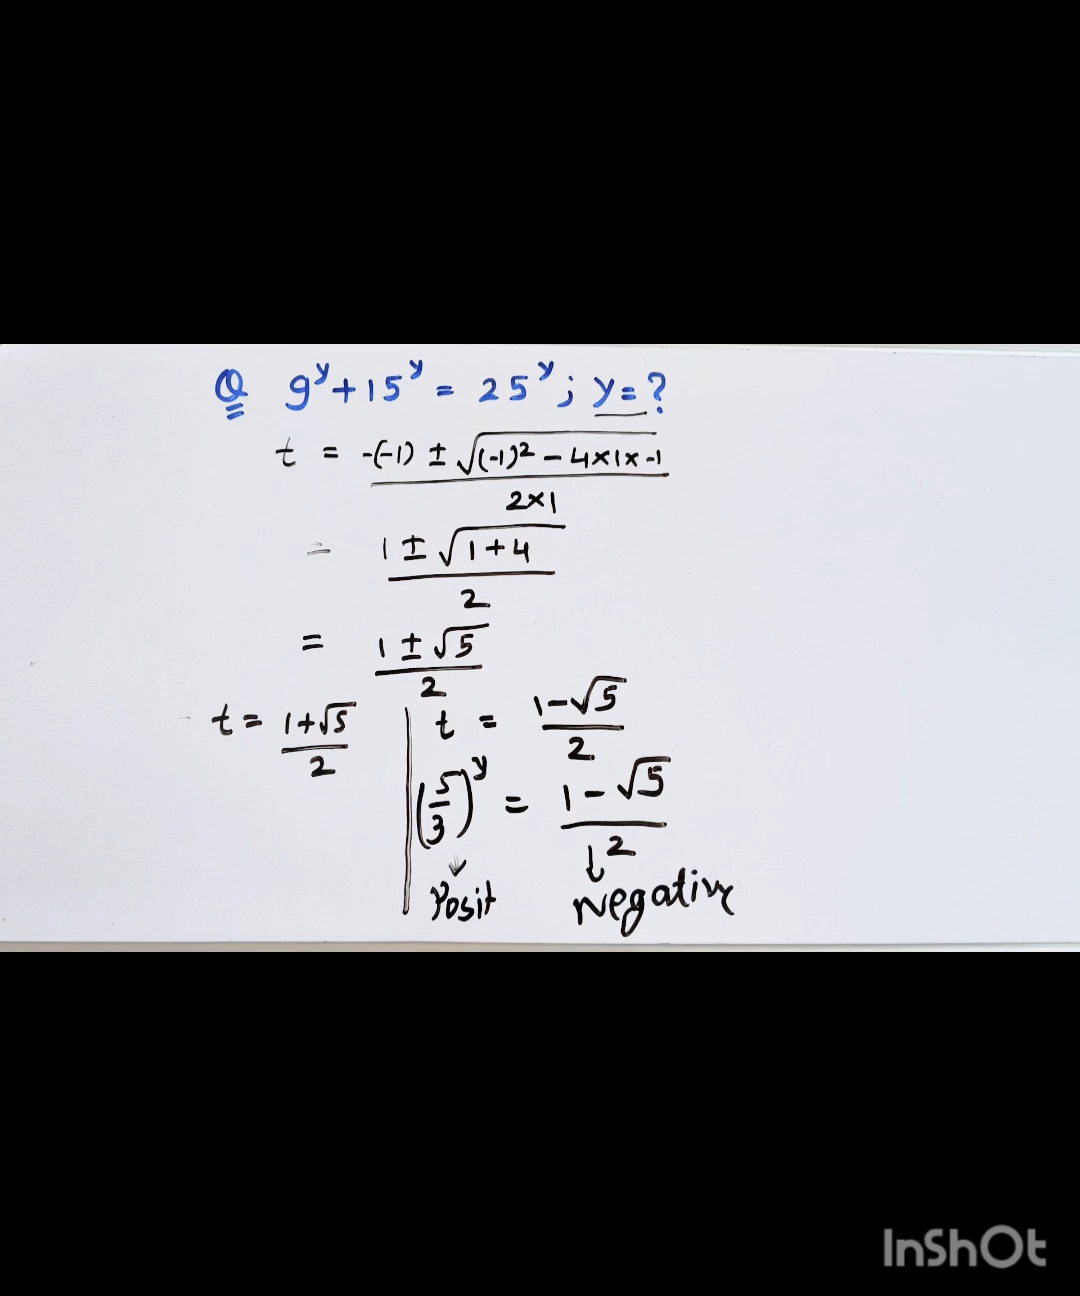 Q 9^y + 15^y = 25^y ; y = ?
t = -(-1) ± √((-1)² - 4×1×-1) / 2×1
= 1 ± √(1+4) / 2
= 1 ± √5 / 2
t = 1+√5 / 2 | t = 1-√5 / 2
(5/3)^y = 1-√5 / 2
Posit Negative
InShOt